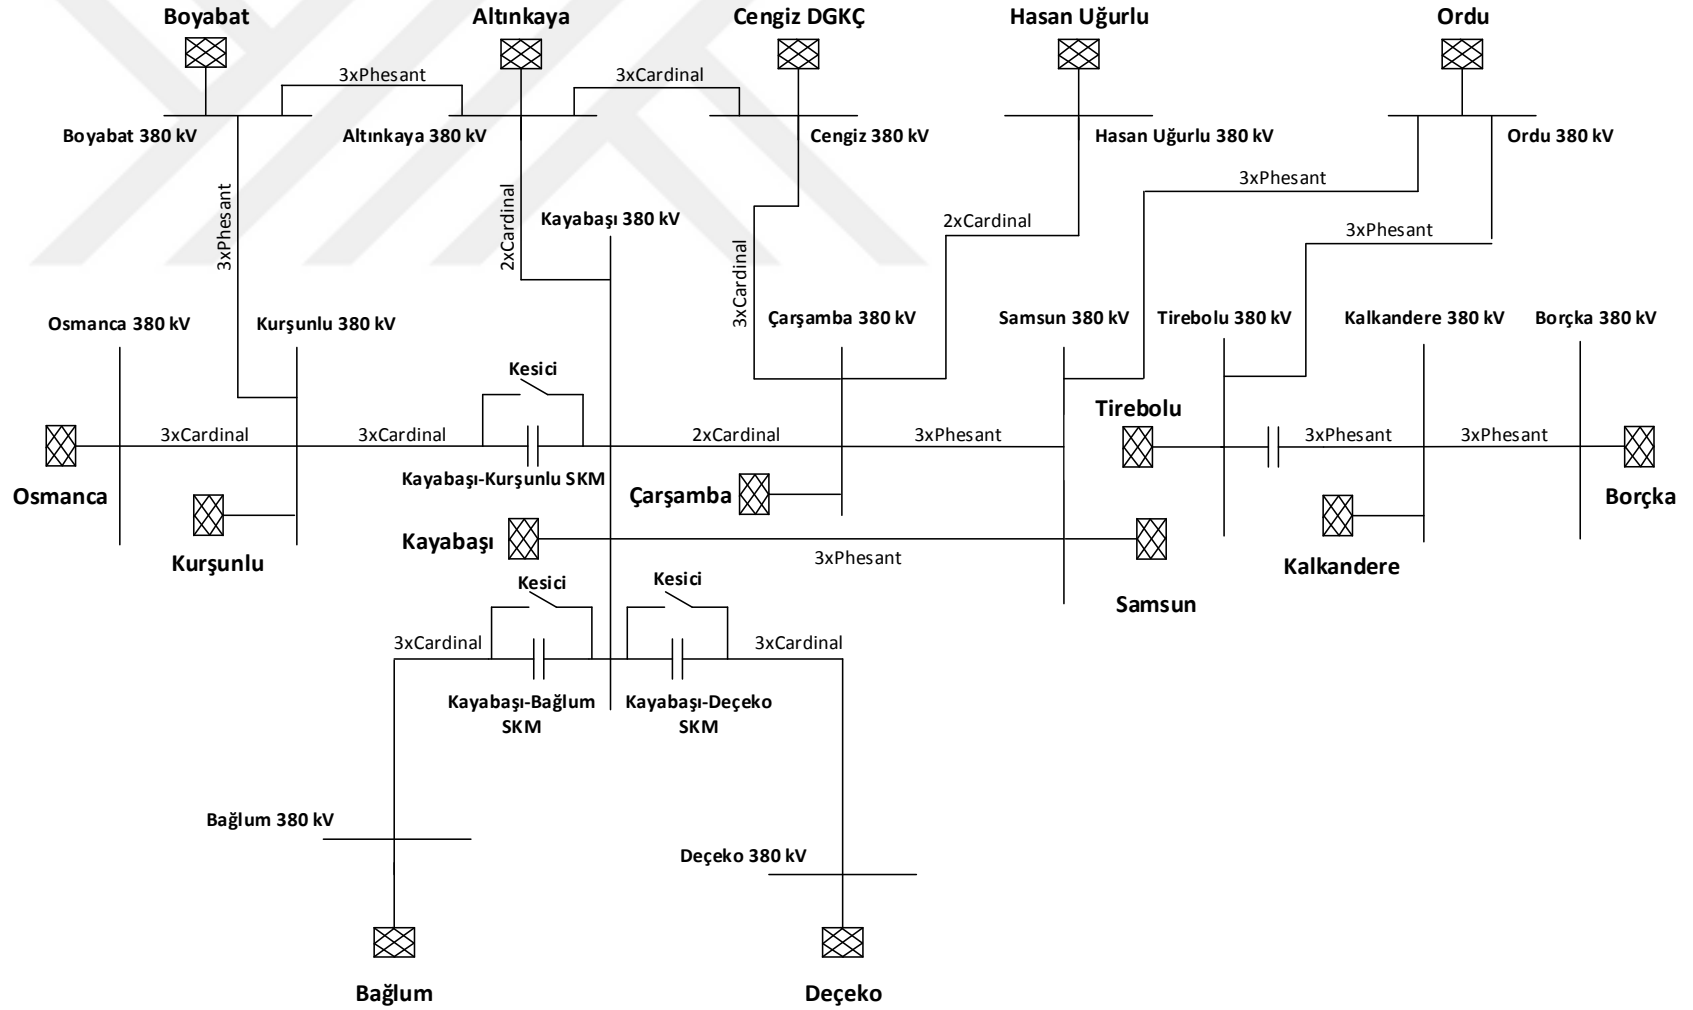 Boyabat
Altınkaya
Cengiz DGKÇ
Hasan Uğurlu
Ordu
3xPhesant
3xCardinal
Boyabat 380 kV
Altınkaya 380 kV
Cengiz 380 kV
Hasan Uğurlu 380 kV
Ordu 380 kV
3xPhesant
2xCardinal
3xPhesant
Kayabaşı 380 kV
2xCardinal
3xPhesant
3xCardinal
Osmanca 380 kV
Kurşunlu 380 kV
Çarşamba 380 kV
Samsun 380 kV
Tirebolu 380 kV
Kalkandere 380 kV
Borçka 380 kV
Kesici
Tirebolu
3xCardinal
3xCardinal
2xCardinal
3xPhesant
3xPhesant
3xPhesant
Kayabaşı-Kurşunlu SKM
Osmanca
Çarşamba
Borçka
Kurşunlu
Kayabaşı
3xPhesant
Kalkandere
Samsun
Kesici
Kesici
3xCardinal
3xCardinal
Kayabaşı-Bağlum
SKM
Kayabaşı-Deçeko
SKM
Bağlum 380 kV
Deçeko 380 kV
Bağlum
Deçeko